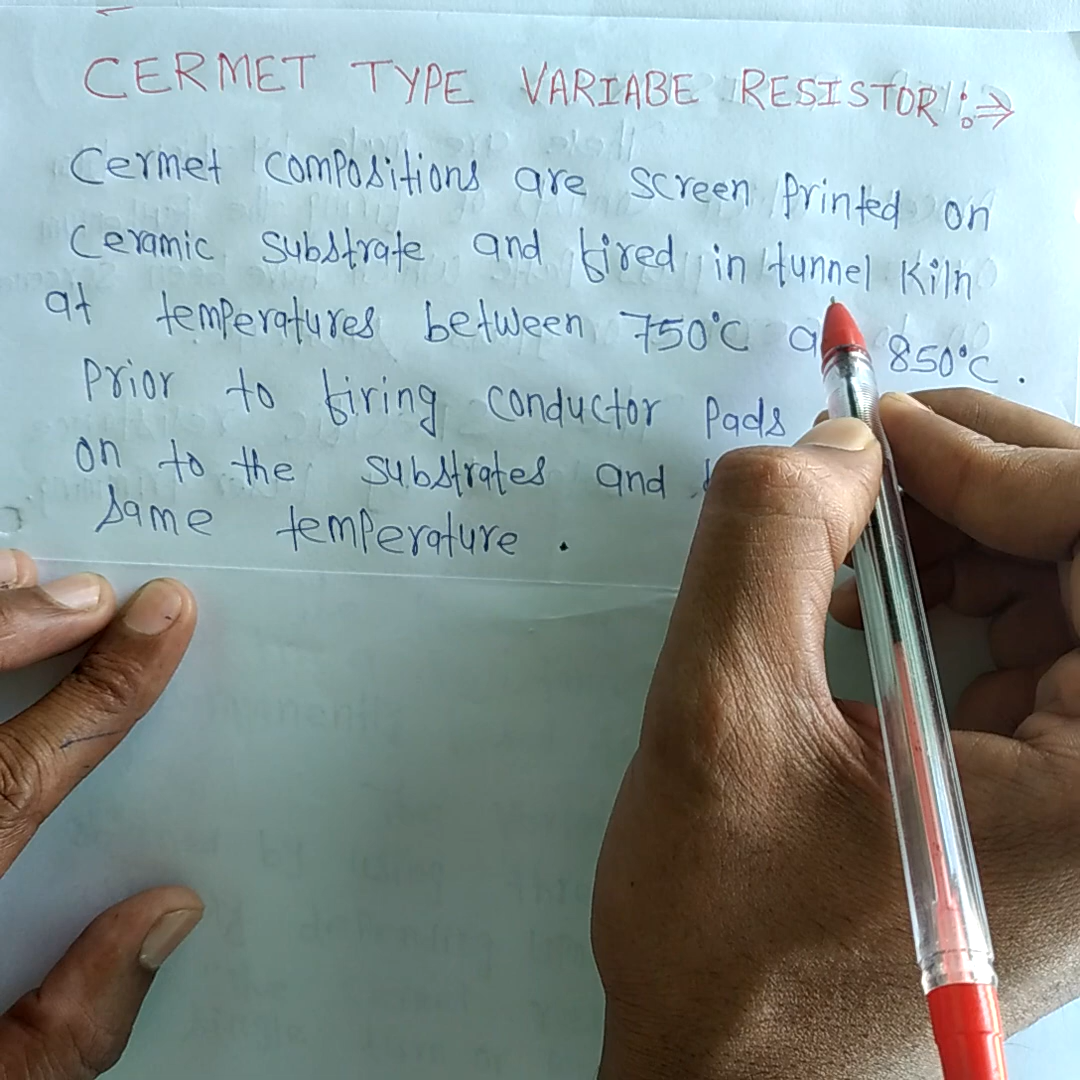 CERMET TYPE VARIABE RESISTOR :⇒
Cermet compositions are screen printed on
ceramic substrate and fired in tunnel Kiln
at temperatures between 750°C 850°C.
Prior to firing conductor Pads
on to the substrates and
same temperature.